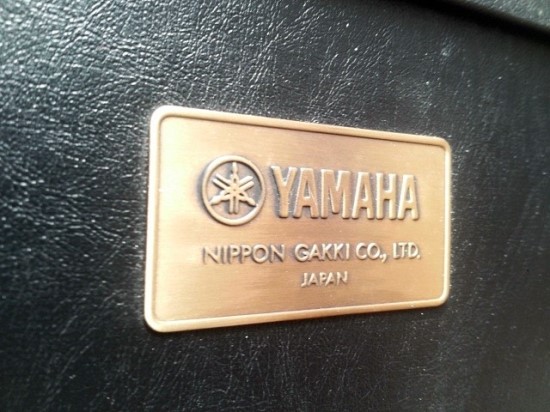 YAMAHA
NIPPON GAKKI CO., LTD.
JAPAN